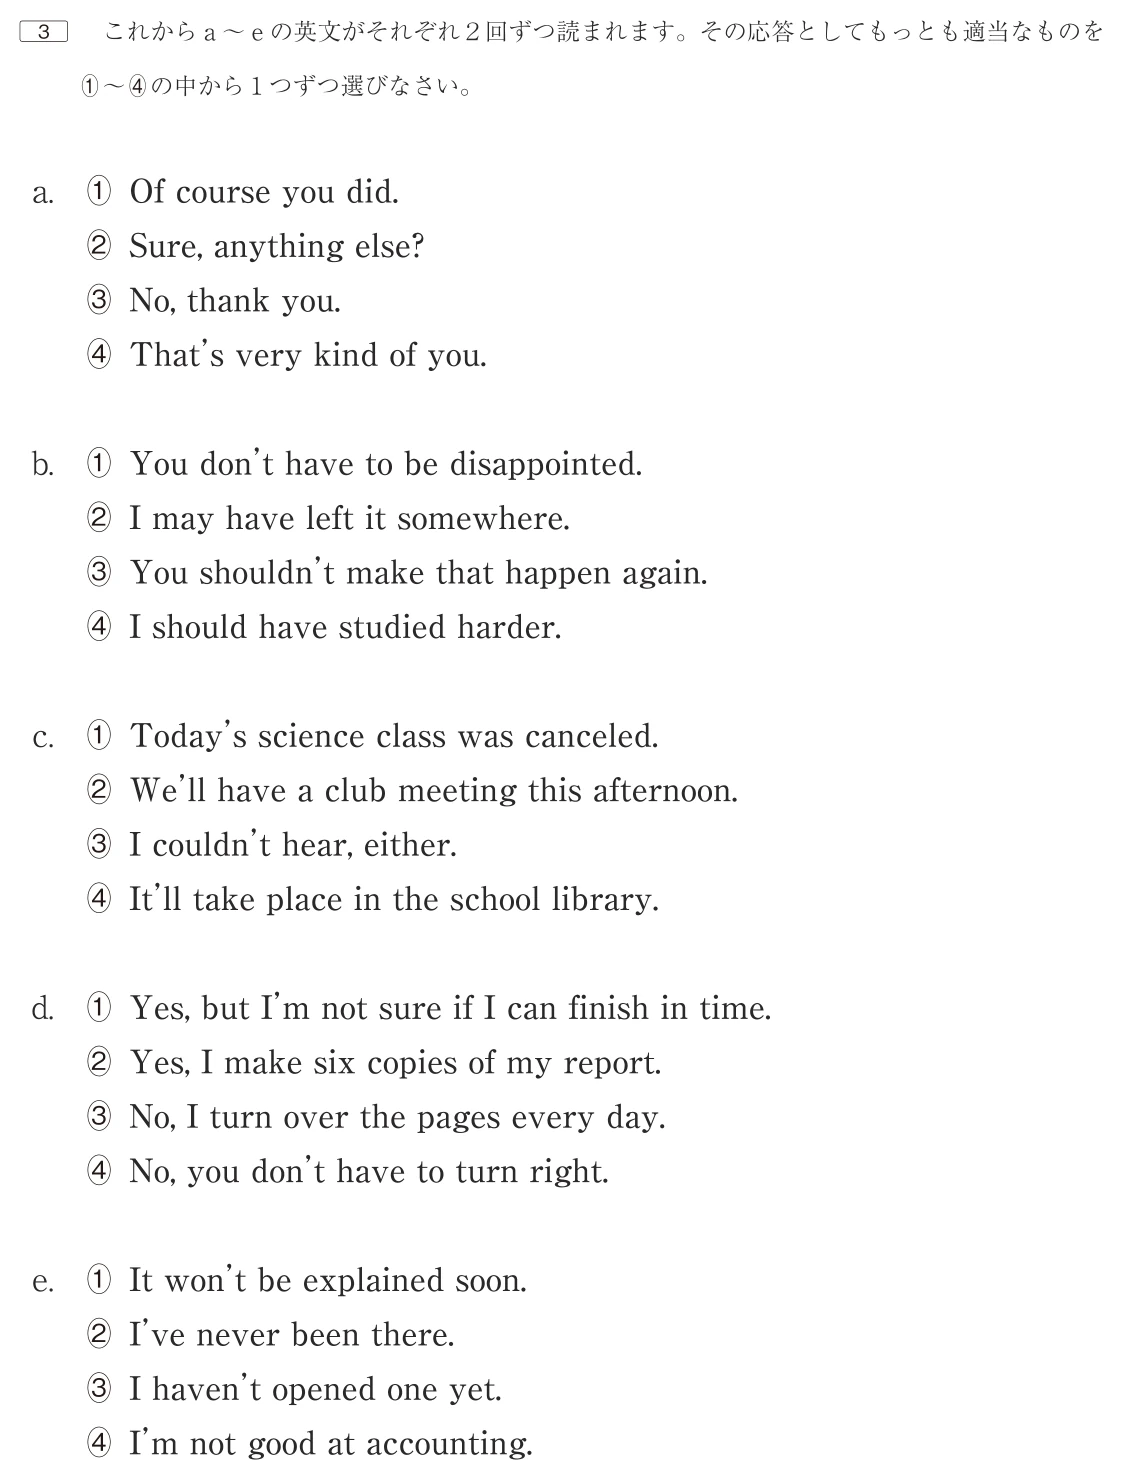 3 これからa～eの英文がそれぞれ2回ずつ読まれます。その応答としてもっとも適当なものを
①～④の中から1つずつ選びなさい。
a. ① Of course you did.
② Sure, anything else?
③ No, thank you.
④ That's very kind of you.
b. ① You don't have to be disappointed.
② I may have left it somewhere.
③ You shouldn't make that happen again.
④ I should have studied harder.
c. ① Today's science class was canceled.
② We'll have a club meeting this afternoon.
③ I couldn't hear, either.
④ It'll take place in the school library.
d. ① Yes, but I'm not sure if I can finish in time.
② Yes, I make six copies of my report.
③ No, I turn over the pages every day.
④ No, you don't have to turn right.
e. ① It won't be explained soon.
② I've never been there.
③ I haven't opened one yet.
④ I'm not good at accounting.